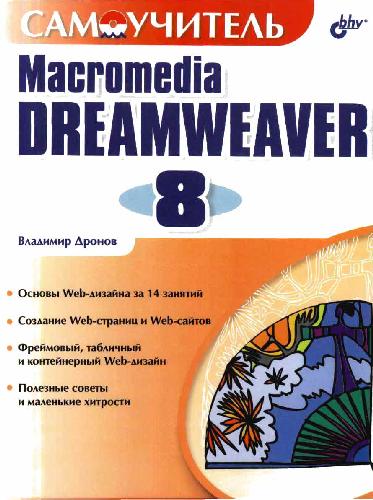 САМОУЧИТЕЛЬ
bhv®
Macromedia
DREAMWEAVER
8
Владимир Дронов
• Основы Web-дизайна за 14 занятий
• Создание Web-страниц и Web-сайтов
• Фреймовый, табличный
и контейнерный Web-дизайн
• Полезные советы
и маленькие хитрости